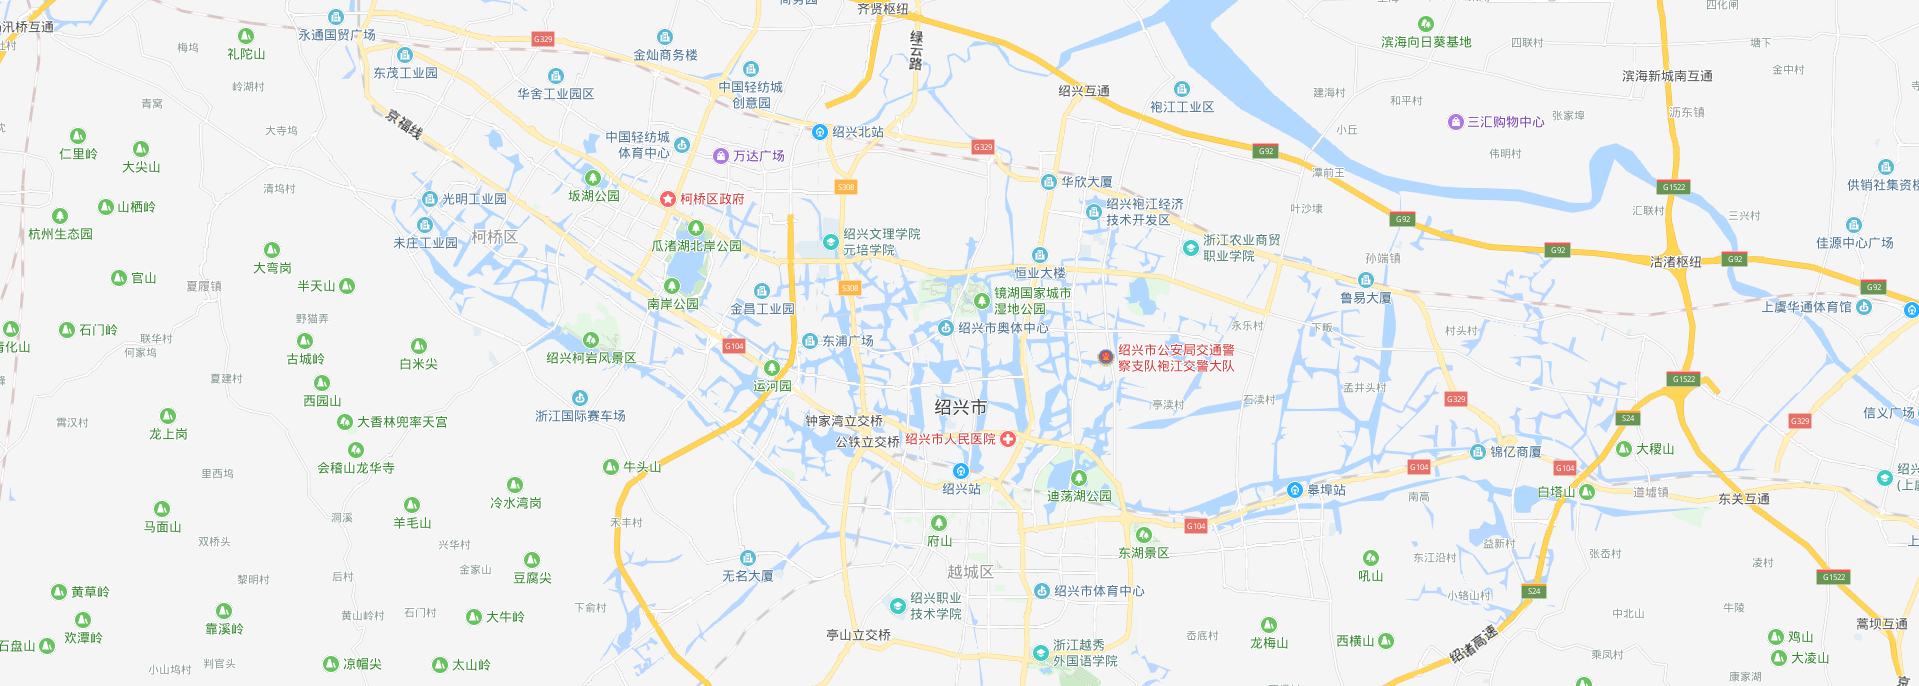 齐贤枢纽
四化闸
永通国贸广场
绿云路
滨海向日葵基地
四联村
塘下
梅坞
礼陀山
G329
金灿商务楼
东茂工业园
华舍工业园区
中国轻纺城
创意园
绍兴互通
袍江工业区
滨海新城南互通
金中村
岭湖村
青窝
大寺坞
京福线
建海村
和平村
张家埠
沥东镇
小丘
三汇购物中心
仁里岭
大尖山
中国轻纺城
体育中心
绍兴北站
万达广场
G329
G92
伟明村
潭前王
清坞村
光明工业园
坂湖公园
柯桥区政府
S308
华欣大厦
G1522
山栖岭
杭州生态园
未庄工业园
柯桥区
瓜渚湖北岸公园
绍兴文理学院
元培学院
绍兴袍江经济
技术开发区
浙江农业商贸
职业学院
叶沙埭
G92
汇联村
三兴村
佳源中心广场
大弯岗
官山
夏履镇
半天山
南岸公园
金昌工业园
S308
恒业大楼
镜湖国家城市
湿地公园
孙端镇
鲁易大厦
G92
沽渚枢纽
G92
G92
上虞华通体育馆
石门岭
野猫弄
联华村
何家坞
古城岭
白米尖
绍兴柯岩风景区
G104
东浦广场
绍兴市奥体中心
永乐村
下畈
村头村
绍兴市公安局交通警
察支队袍江交警大队
夏建村
西园山
运河园
浙江国际赛车场
G1522
孟井头村
霄汉村
龙上岗
大香林兜率天宫
钟家湾立交桥
绍兴市
亭渎村
石渎村
G329
S24
G329
会稽山龙华寺
公铁立交桥
绍兴市人民医院
锦亿商厦
大稷山
里西坞
牛头山
绍兴站
迪荡湖公园
G104
G104
冷水湾岗
皋埠站
南高
白塔山
道墟镇
东关互通
马面山
洞溪
羊毛山
禾丰村
府山
G104
双桥头
兴华村
东湖景区
益新村
东江沿村
张岙村
凌村
金家山
豆腐尖
无名大厦
越城区
吼山
G1522
黎明村
后村
黄草岭
绍兴市体育中心
小辂山村
S24
绍兴职业
技术学院
靠溪岭
黄山岭村
石门村
大牛岭
下俞村
中北山
牛陵
欢潭岭
亭山立交桥
岙底村
龙梅山
西横山
绍诸高速
鸡山
蒿坝互通
石盘山
小山坞村
判官头
凉帽尖
太山岭
浙江越秀
外国语学院
乘凤村
大凌山
康家湖